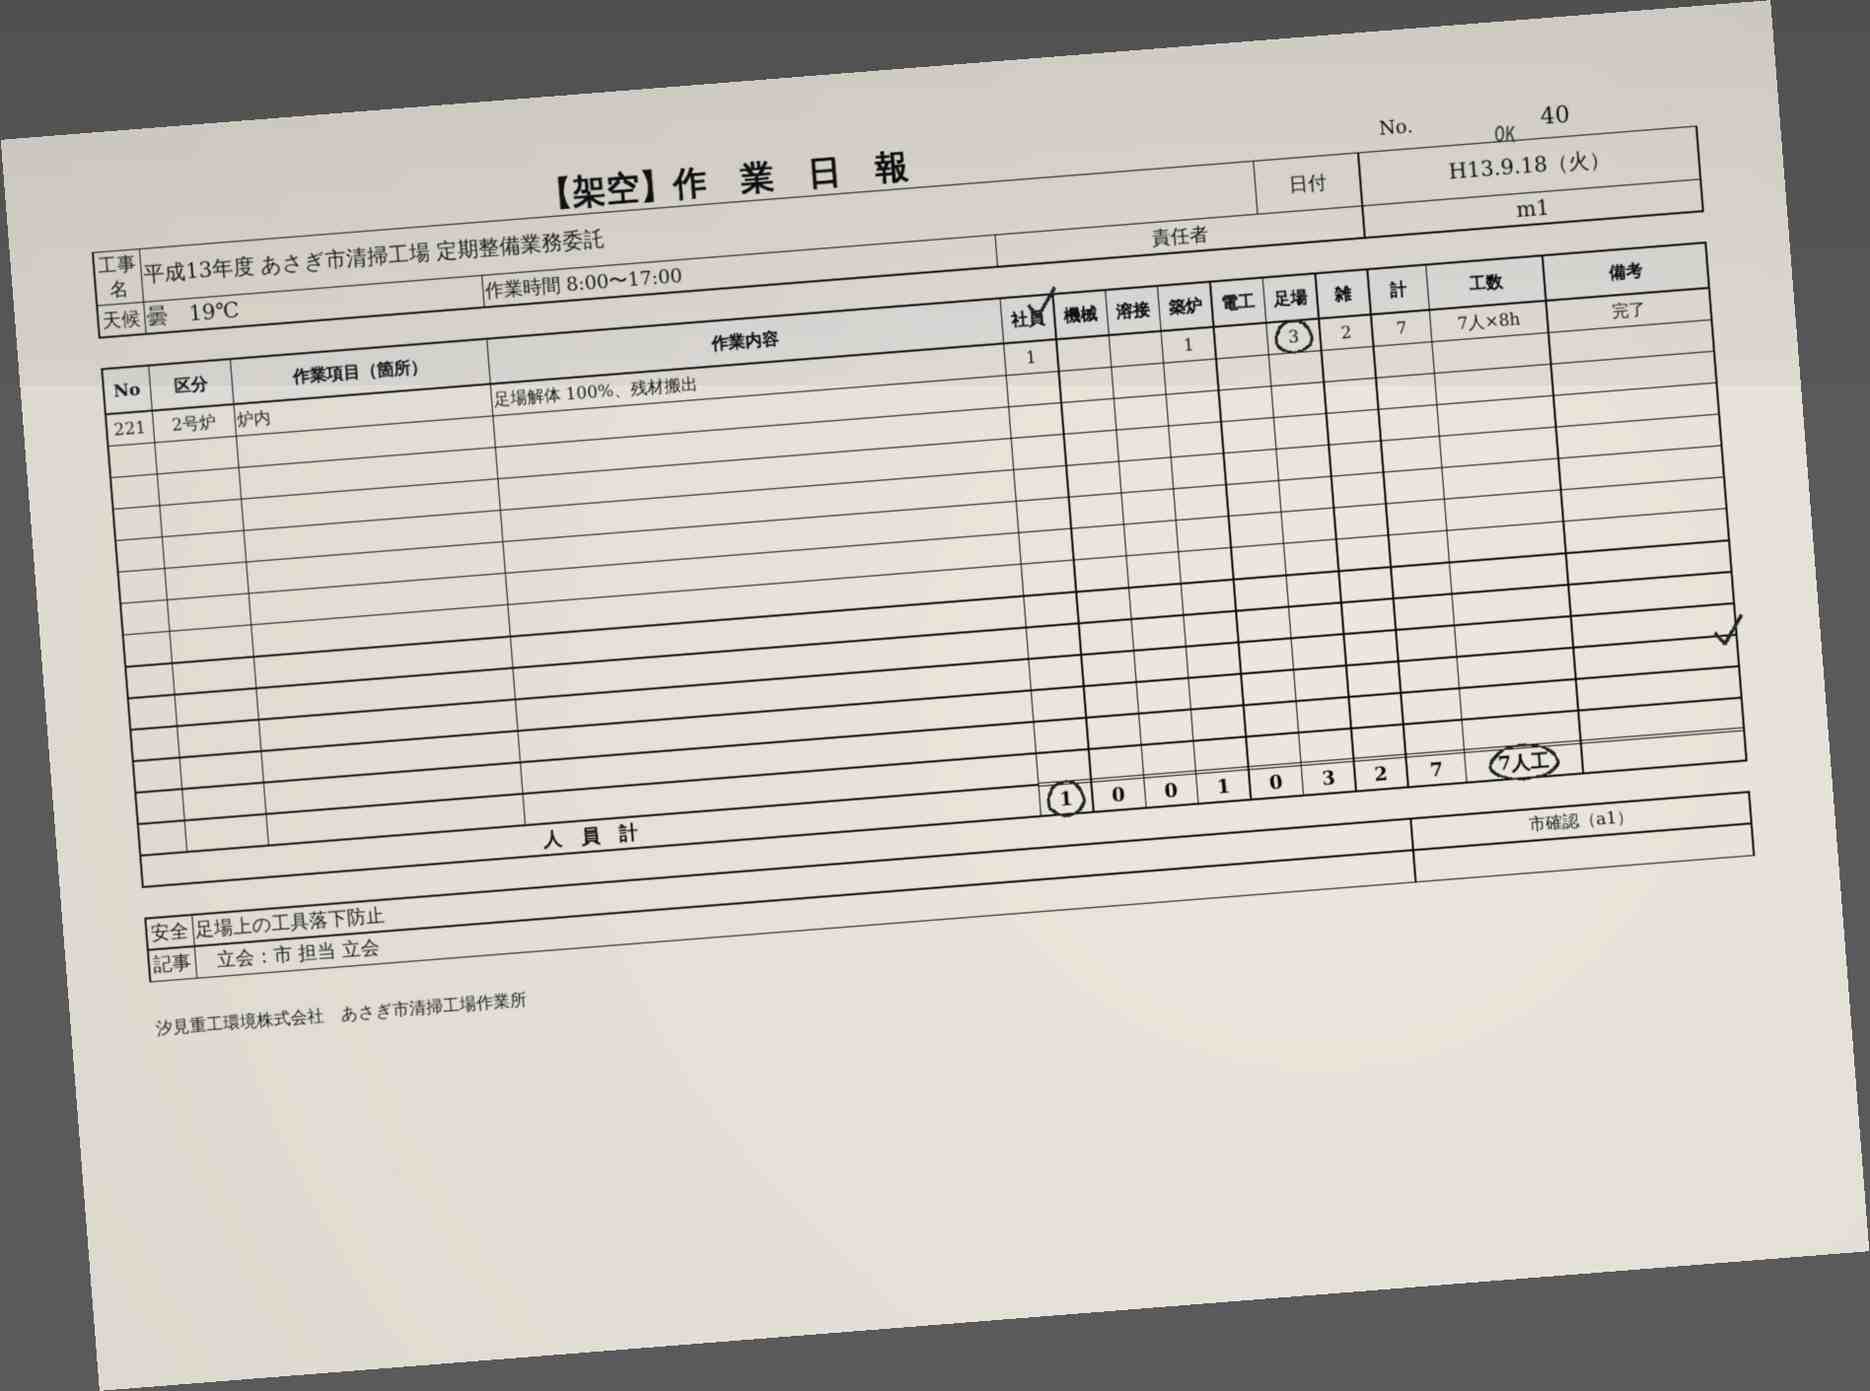 No. OK 40
【架空】作 業 日 報
工事名 平成13年度 あさぎ市清掃工場 定期整備業務委託 日付 H13.9.18（火）
天候 曇 19℃ 作業時間 8:00〜17:00 責任者 m1
No 区分 作業項目（箇所） 作業内容 社員 機械 溶接 築炉 電工 足場 雑 計 工数 備考
221 2号炉 炉内 足場解体 100%、残材搬出 1 1 3 2 7 7人×8h 完了
人 員 計 1 0 0 1 0 3 2 7 7人工
市確認（a1）
安全 足場上の工具落下防止
記事 立会：市 担当 立会
汐見重工環境株式会社 あさぎ市清掃工場作業所